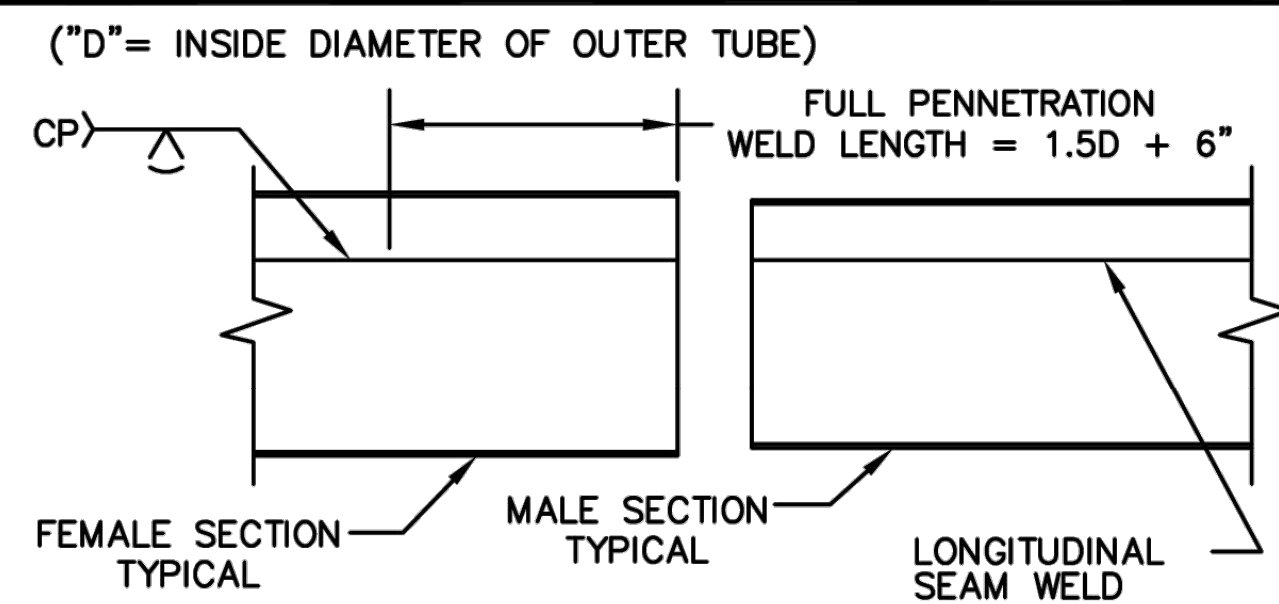 ("D"= INSIDE DIAMETER OF OUTER TUBE)
CP
FULL PENNETRATION
WELD LENGTH = 1.5D + 6"
FEMALE SECTION
TYPICAL
MALE SECTION
TYPICAL
LONGITUDINAL
SEAM WELD